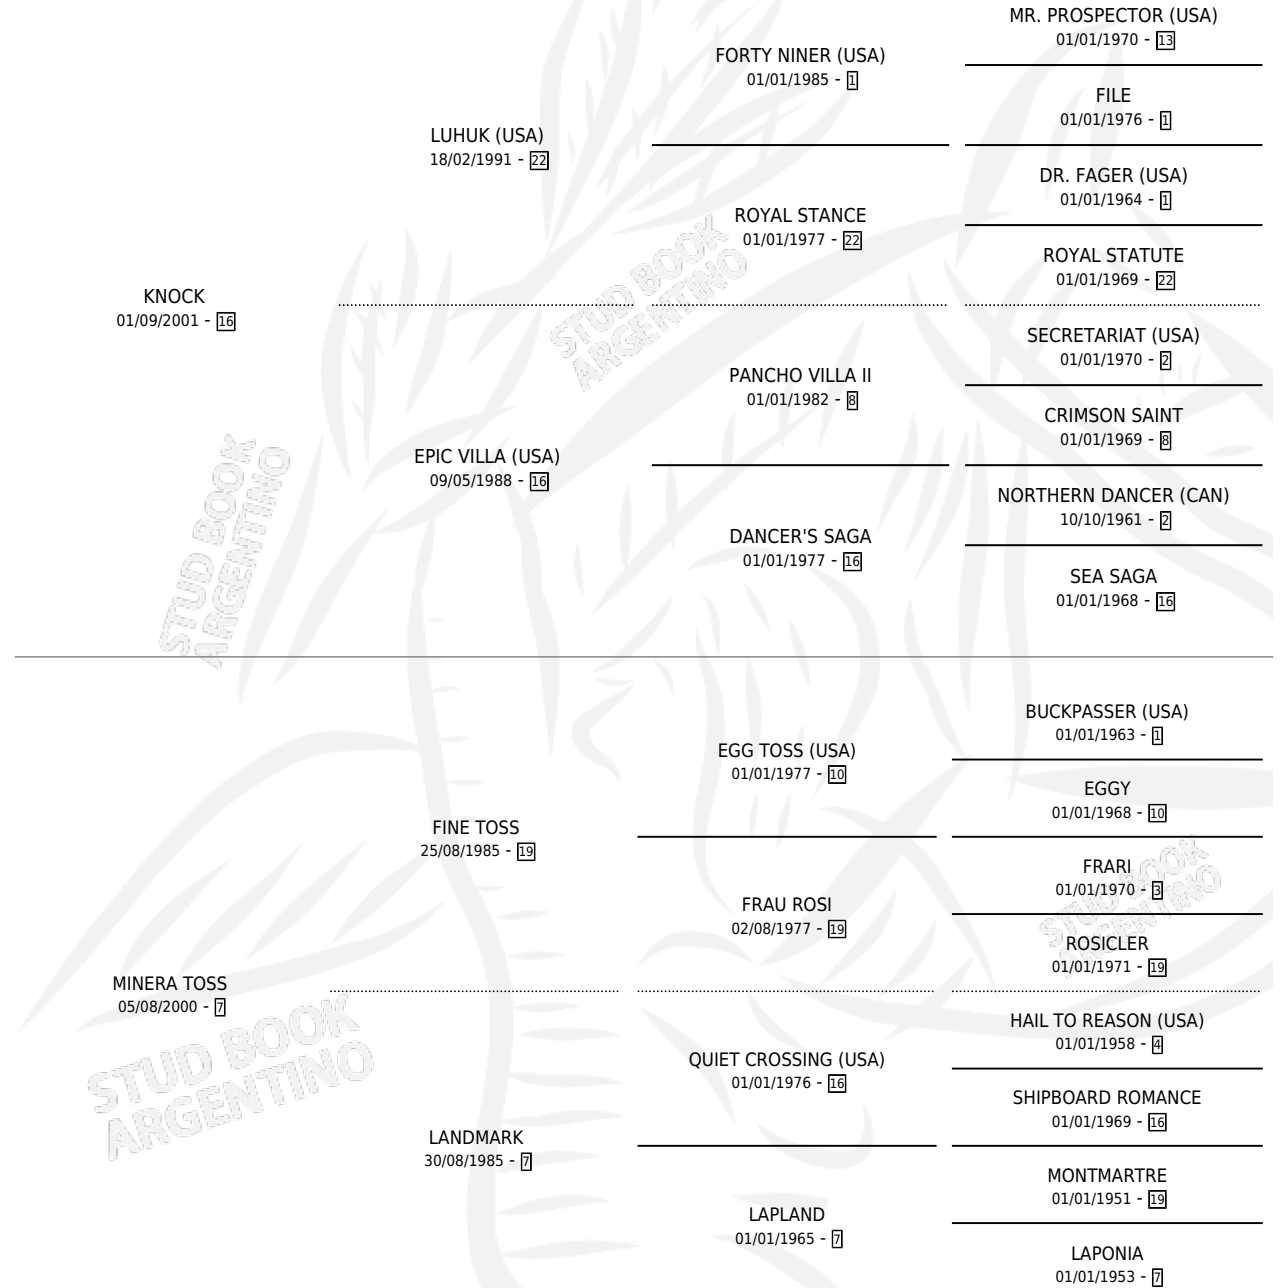 MR. PROSPECTOR (USA)
01/01/1970 - 13
FORTY NINER (USA)
01/01/1985 - 1
FILE
01/01/1976 - 1
LUHUK (USA)
18/02/1991 - 22
DR. FAGER (USA)
01/01/1964 - 1
ROYAL STANCE
01/01/1977 - 22
ROYAL STATUTE
01/01/1969 - 22
KNOCK
01/09/2001 - 16
STUD BOOK
ARGENTINO
SECRETARIAT (USA)
01/01/1970 - 2
PANCHO VILLA II
01/01/1982 - 8
CRIMSON SAINT
01/01/1969 - 8
EPIC VILLA (USA)
09/05/1988 - 16
NORTHERN DANCER (CAN)
10/10/1961 - 2
DANCER'S SAGA
01/01/1977 - 16
SEA SAGA
01/01/1968 - 16
STUD BOOK
ARGENTINO
BUCKPASSER (USA)
01/01/1963 - 1
EGG TOSS (USA)
01/01/1977 - 10
EGGY
01/01/1968 - 10
FINE TOSS
25/08/1985 - 19
FRARI
01/01/1970 - 3
FRAU ROSI
02/08/1977 - 19
STUD BOOK
ARGENTINO
ROSICLER
01/01/1971 - 19
MINERA TOSS
05/08/2000 - 7
HAIL TO REASON (USA)
01/01/1958 - 4
QUIET CROSSING (USA)
01/01/1976 - 16
STUD BOOK
ARGENTINO
SHIPBOARD ROMANCE
01/01/1969 - 16
LANDMARK
30/08/1985 - 7
MONTMARTRE
01/01/1951 - 19
LAPLAND
01/01/1965 - 7
LAPONIA
01/01/1953 - 7